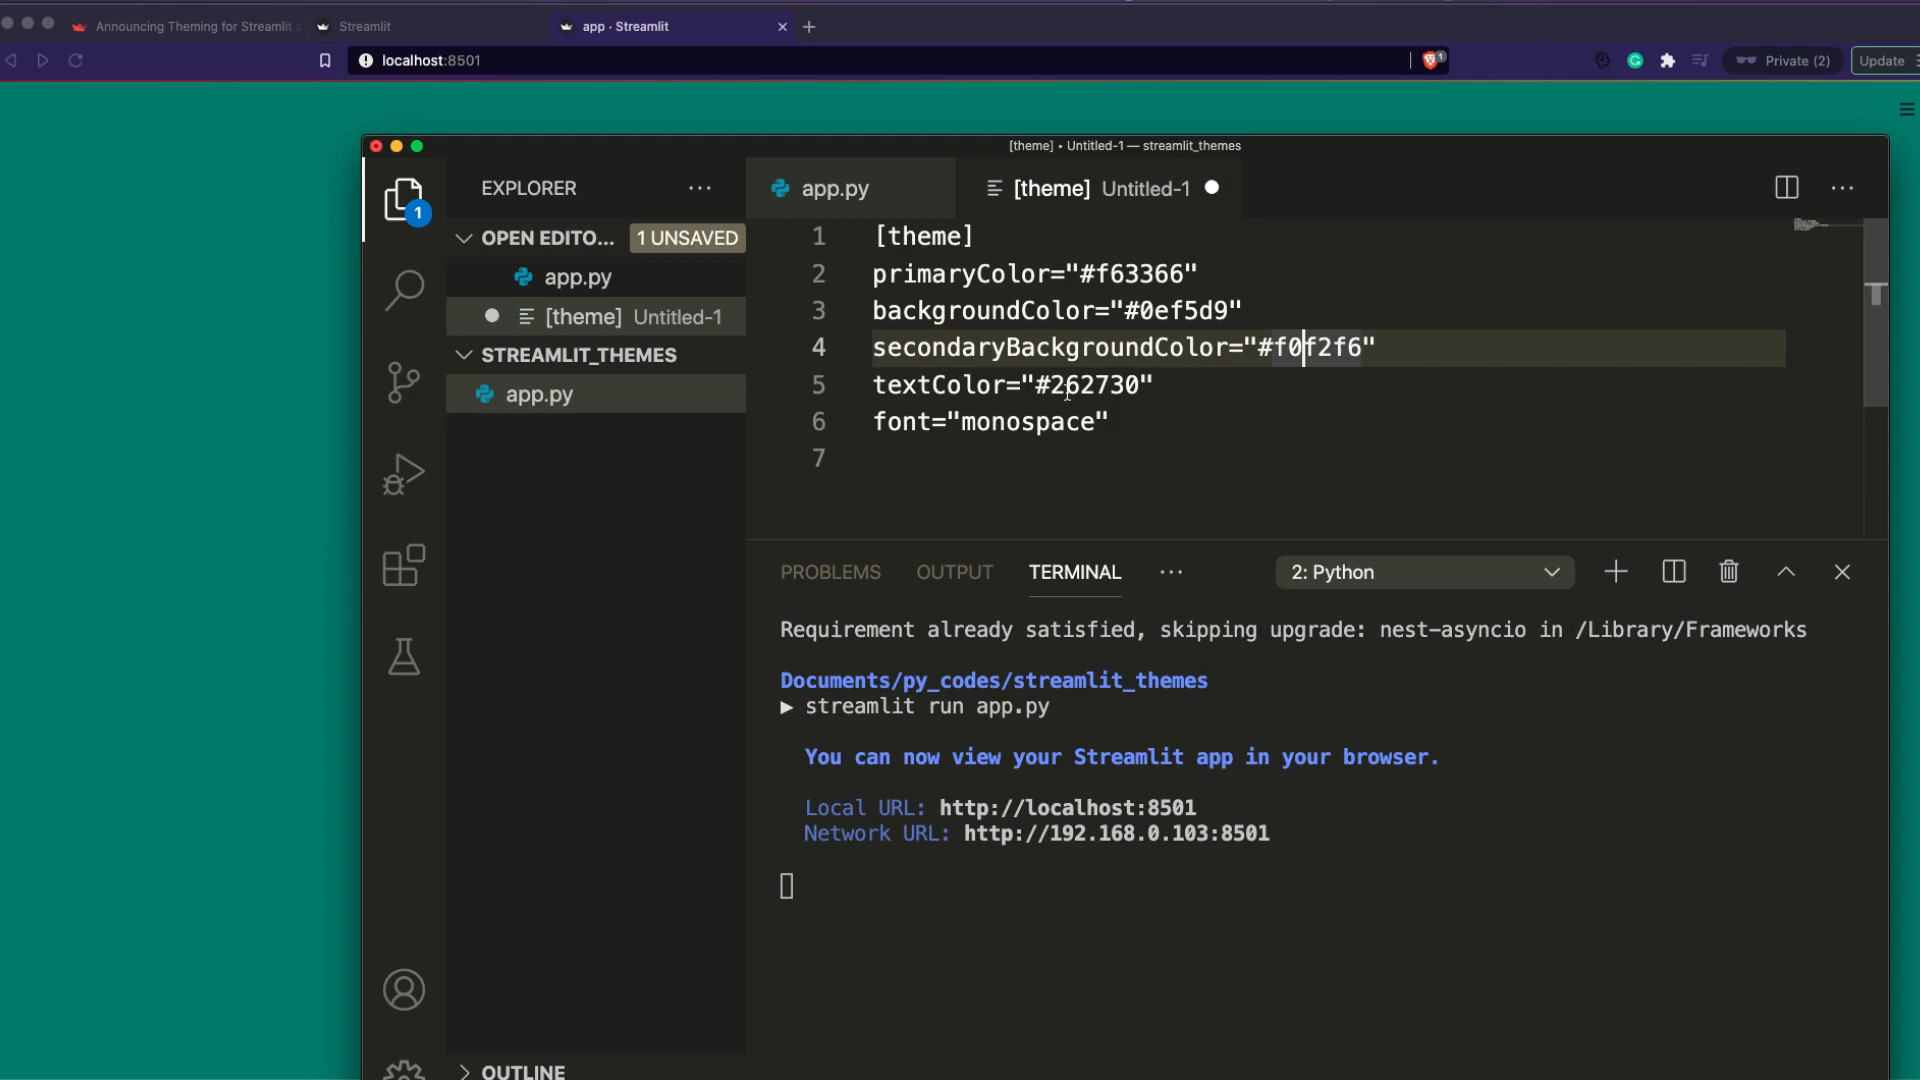 Announcing Theming for Streamlit a
Streamlit
app · Streamlit
localhost:8501
1
Private (2)
Update
[theme] • Untitled-1 — streamlit_themes
1
EXPLORER
OPEN EDITO... 1 UNSAVED
app.py
[theme] Untitled-1
STREAMLIT_THEMES
app.py
OUTLINE
app.py
[theme] Untitled-1
1 [theme]
2 primaryColor="#f63366"
3 backgroundColor="#0ef5d9"
4 secondaryBackgroundColor="#f0f2f6"
5 textColor="#262730"
6 font="monospace"
7
PROBLEMS OUTPUT TERMINAL ... 2: Python
Requirement already satisfied, skipping upgrade: nest-asyncio in /Library/Frameworks
Documents/py_codes/streamlit_themes
▶ streamlit run app.py
You can now view your Streamlit app in your browser.
Local URL: http://localhost:8501
Network URL: http://192.168.0.103:8501